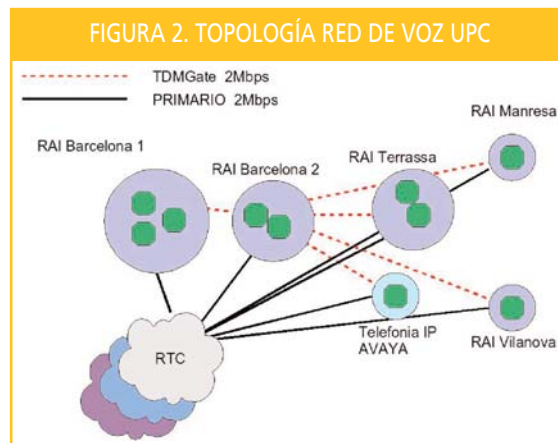 FIGURA 2. TOPOLOGÍA RED DE VOZ UPC
TDMGate 2Mbps
PRIMARIO 2Mbps
RAI Manresa
RAI Barcelona 1
RAI Barcelona 2
RAI Terrassa
Telefonia IP
AVAYA
RAI Vilanova
RTC